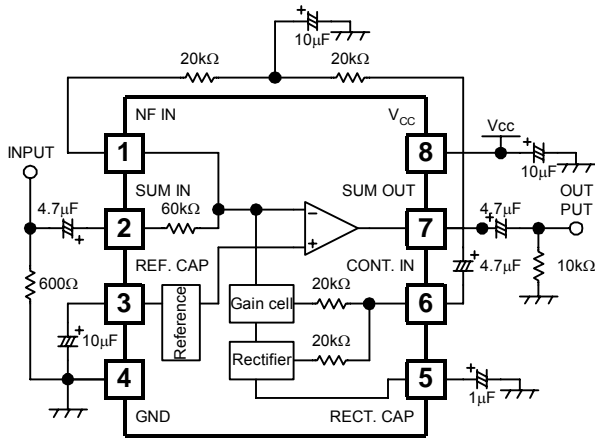 10µF
20kΩ
20kΩ
NF IN
VCC
1
8
Vcc
10µF
INPUT
SUM IN
SUM OUT
4.7µF
2
60kΩ
7
4.7µF
OUT
PUT
REF. CAP
CONT. IN
4.7µF
600Ω
10kΩ
3
Reference
Gain cell
20kΩ
6
10µF
Rectifier
20kΩ
4
5
1µF
GND
RECT. CAP